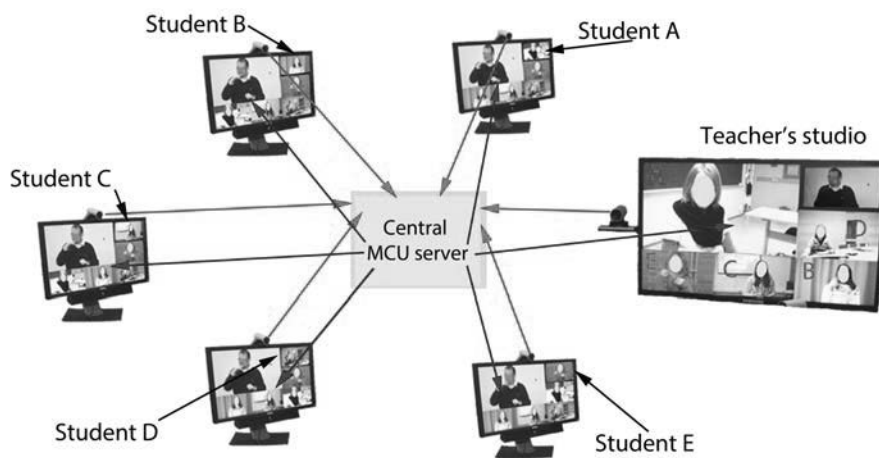 Student B
Student A
Teacher's studio
Student C
Central
MCU server
D
E
C
B
Student D
Student E